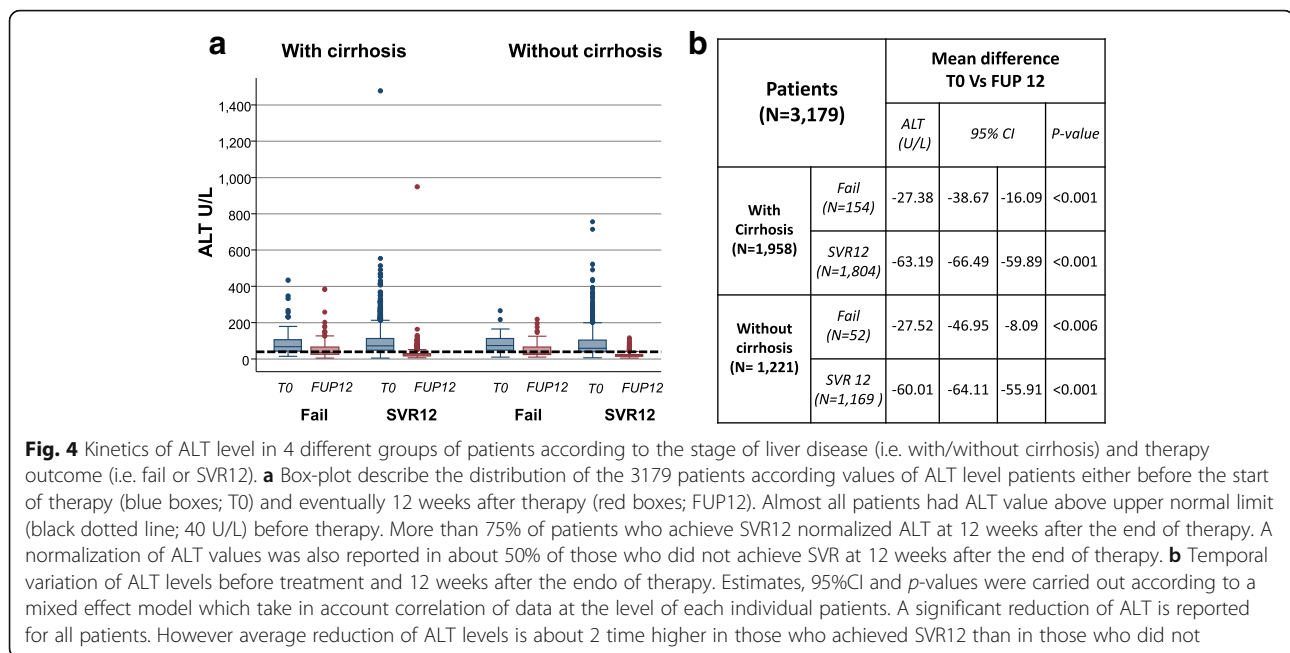 a
With cirrhosis
Without cirrhosis
ALT U/L
1,400
1,200
1,000
800
600
400
200
0
T0 FUP12 T0 FUP12 T0 FUP12 T0 FUP12
Fail SVR12 Fail SVR12
b
Patients
(N=3,179)
Mean difference
T0 Vs FUP 12
ALT
(U/L)
95% CI
P-value
With
Cirrhosis
(N=1,958)
Fail
(N=154)
-27.38 -38.67 -16.09 <0.001
SVR12
(N=1,804)
-63.19 -66.49 -59.89 <0.001
Without
cirrhosis
(N= 1,221)
Fail
(N=52)
-27.52 -46.95 -8.09 <0.006
SVR 12
(N=1,169 )
-60.01 -64.11 -55.91 <0.001
Fig. 4 Kinetics of ALT level in 4 different groups of patients according to the stage of liver disease (i.e. with/without cirrhosis) and therapy
outcome (i.e. fail or SVR12). a Box-plot describe the distribution of the 3179 patients according values of ALT level patients either before the start
of therapy (blue boxes; T0) and eventually 12 weeks after therapy (red boxes; FUP12). Almost all patients had ALT value above upper normal limit
(black dotted line; 40 U/L) before therapy. More than 75% of patients who achieve SVR12 normalized ALT at 12 weeks after the end of therapy. A
normalization of ALT values was also reported in about 50% of those who did not achieve SVR at 12 weeks after the end of therapy. b Temporal
variation of ALT levels before treatment and 12 weeks after the endo of therapy. Estimates, 95%CI and p-values were carried out according to a
mixed effect model which take in account correlation of data at the level of each individual patients. A significant reduction of ALT is reported
for all patients. However average reduction of ALT levels is about 2 time higher in those who achieved SVR12 than in those who did not